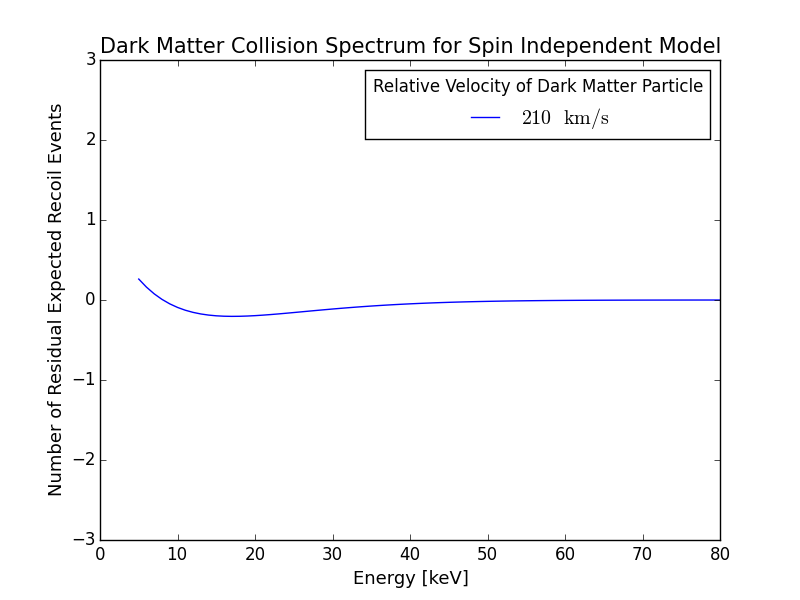 Dark Matter Collision Spectrum for Spin Independent Model
Number of Residual Expected Recoil Events
3
2
1
0
−1
−2
−3
Relative Velocity of Dark Matter Particle
210 km/s
0 10 20 30 40 50 60 70 80
Energy [keV]